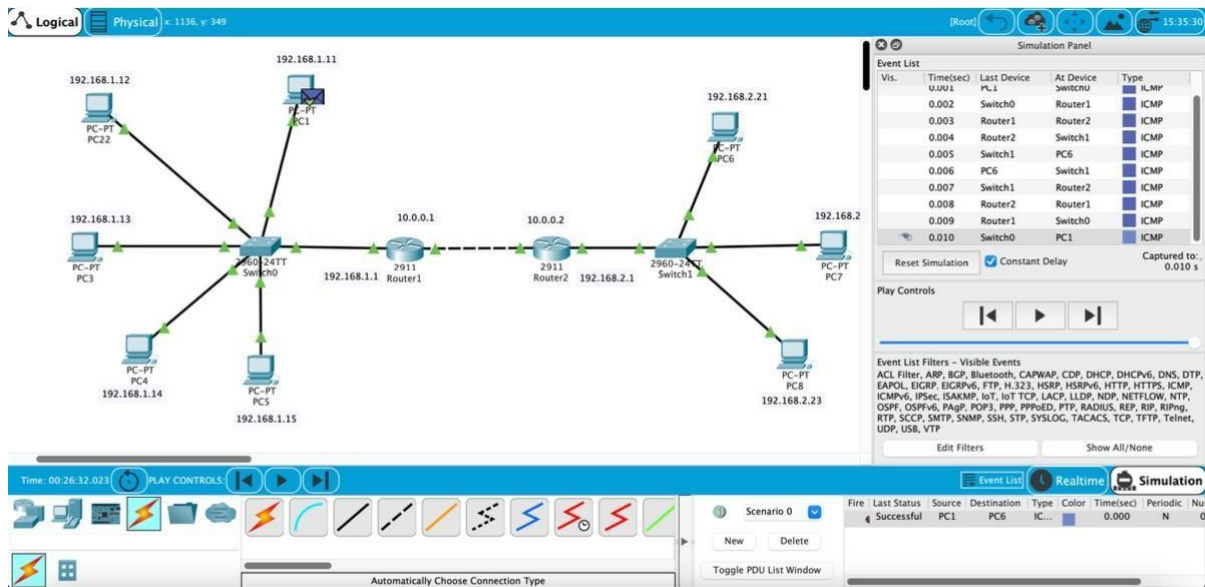 Logical
Physical
x: 1136, y: 349
[Root]
15:35:30
192.168.1.12
PC-PT
PC22
192.168.1.11
PC-PT
PC1
192.168.1.13
PC-PT
PC3
PC-PT
PC4
192.168.1.14
PC-PT
PC5
192.168.1.15
2960-24TT
Switch0
192.168.1.1
10.0.0.1
2911
Router1
10.0.0.2
2911
Router2
192.168.2.1
2960-24TT
Switch1
192.168.2.21
PC-PT
PC6
192.168.2
PC-PT
PC7
PC-PT
PC8
192.168.2.23
Simulation Panel
Event List
Vis. Time(sec) Last Device At Device Type
0.001 PC1 Switch0 ICMP
0.002 Switch0 Router1 ICMP
0.003 Router1 Router2 ICMP
0.004 Router2 Switch1 ICMP
0.005 Switch1 PC6 ICMP
0.006 PC6 Switch1 ICMP
0.007 Switch1 Router2 ICMP
0.008 Router2 Router1 ICMP
0.009 Router1 Switch0 ICMP
0.010 Switch0 PC1 ICMP
Reset Simulation
Constant Delay
Captured to:
0.010 s
Play Controls
Event List Filters - Visible Events
ACL Filter, ARP, BGP, Bluetooth, CAPWAP, CDP, DHCP, DHCPv6, DNS, DTP,
EAPOL, EIGRP, EIGRPv6, FTP, H.323, HSRP, HSRPv6, HTTP, HTTPS, ICMP,
ICMPv6, IPSec, ISAKMP, IoT, IoT TCP, LACP, LLDP, NDP, NETFLOW, NTP,
OSPF, OSPFv6, PAgP, POP3, PPP, PPPoED, PTP, RADIUS, REP, RIP, RIPng,
RTP, SCCP, SMTP, SNMP, SSH, STP, SYSLOG, TACACS, TCP, TFTP, Telnet,
UDP, USB, VTP
Edit Filters
Show All/None
Time: 00:26:32.023
PLAY CONTROLS:
Event List
Realtime
Simulation
Automatically Choose Connection Type
Scenario 0
New
Delete
Toggle PDU List Window
Fire Last Status Source Destination Type Color Time(sec) Periodic Nu
Successful PC1 PC6 IC... 0.000 N 0